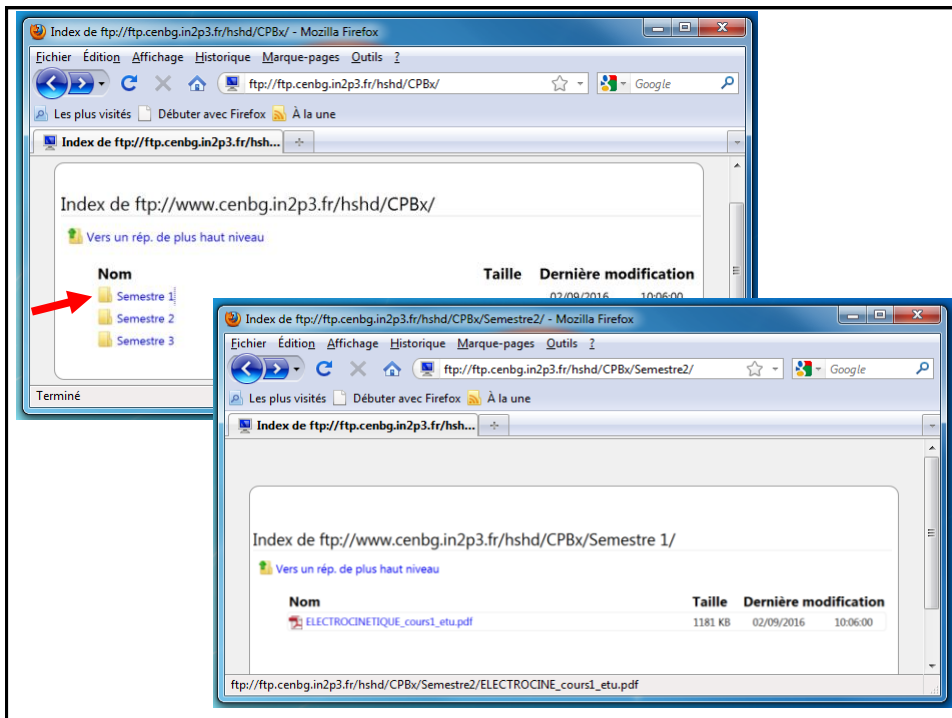 Index de ftp://ftp.cenbg.in2p3.fr/hshd/CPBx/ - Mozilla Firefox
Fichier Édition Affichage Historique Marque-pages Outils ?
ftp://ftp.cenbg.in2p3.fr/hshd/CPBx/ Google
Les plus visités Débuter avec Firefox À la une
Index de ftp://ftp.cenbg.in2p3.fr/hsh...
Index de ftp://www.cenbg.in2p3.fr/hshd/CPBx/
Vers un rép. de plus haut niveau
Nom Taille Dernière modification
Semestre 1 02/09/2016 10:06:00
Semestre 2
Semestre 3
Terminé
Index de ftp://ftp.cenbg.in2p3.fr/hshd/CPBx/Semestre2/ - Mozilla Firefox
Fichier Édition Affichage Historique Marque-pages Outils ?
ftp://ftp.cenbg.in2p3.fr/hshd/CPBx/Semestre2/ Google
Les plus visités Débuter avec Firefox À la une
Index de ftp://ftp.cenbg.in2p3.fr/hsh...
Index de ftp://www.cenbg.in2p3.fr/hshd/CPBx/Semestre 1/
Vers un rép. de plus haut niveau
Nom Taille Dernière modification
ELECTROCINETIQUE_cours1_etu.pdf 1181 KB 02/09/2016 10:06:00
ftp://ftp.cenbg.in2p3.fr/hshd/CPBx/Semestre2/ELECTROCINE_cours1_etu.pdf